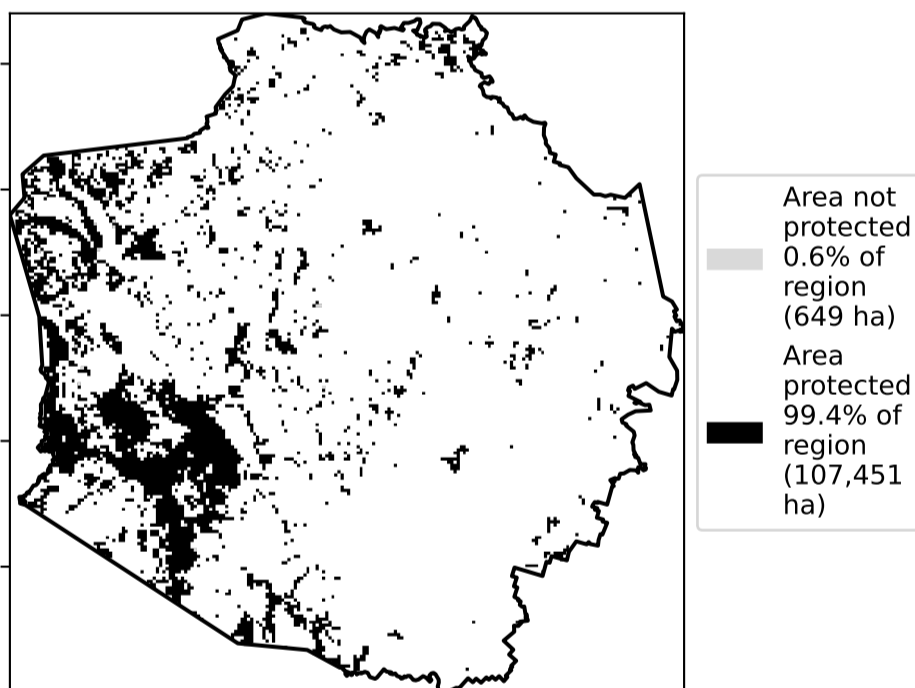 Area not
protected
0.6% of
region
(649 ha)
Area
protected
99.4% of
region
(107,451
ha)